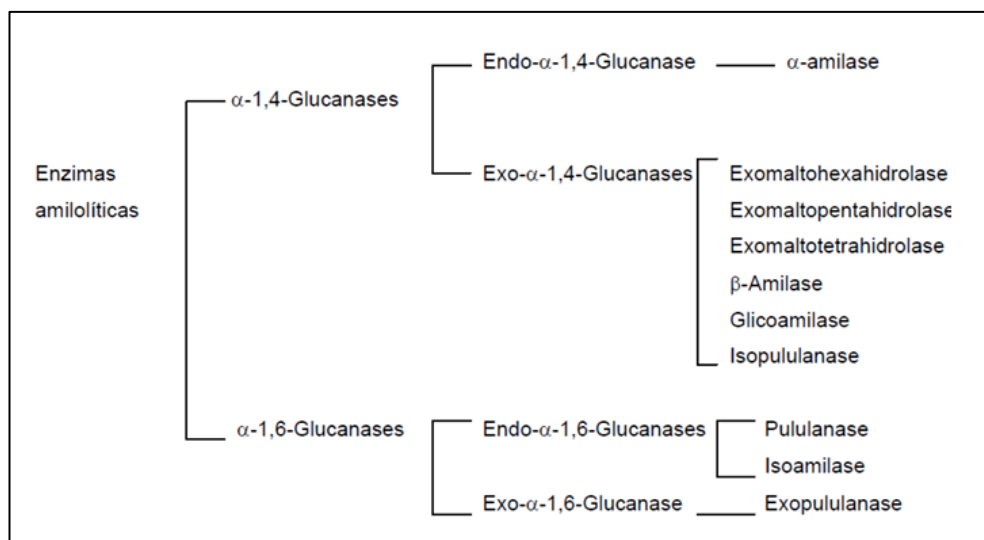 Endo-α-1,4-Glucanase
α-amilase
α-1,4-Glucanases
Enzimas
amilolíticas
Exo-α-1,4-Glucanases
Exomaltohexahidrolase
Exomaltopentahidrolase
Exomaltotetrahidrolase
β-Amilase
Glicoamilase
Isopululanase
α-1,6-Glucanases
Endo-α-1,6-Glucanases
Pululanase
Isoamilase
Exo-α-1,6-Glucanase
Exopululanase